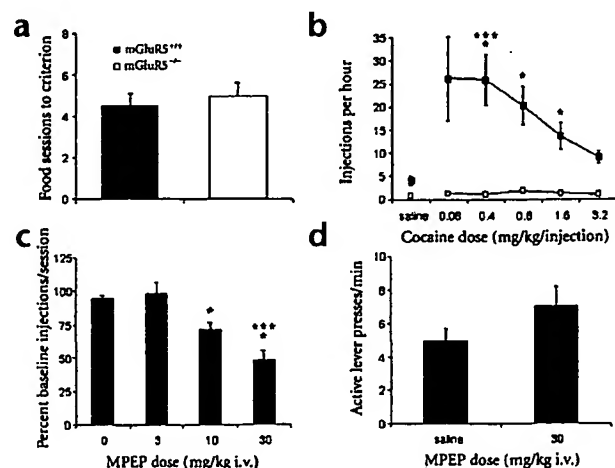 a
mGluR5+/+
mGluR5-/-
Food sessions to criterion
8
6
4
2
0
b
***
*
*
*
Injections per hour
35
30
25
20
15
10
5
0
saline
0.08
0.4
0.8
1.6
3.2
Cocaine dose (mg/kg/injection)
c
Percent baseline injections/session
125
100
75
50
25
0
*
***
*
0
3
10
30
MPEP dose (mg/kg i.v.)
d
Active lever presses/min
10
8
6
4
2
0
saline
30
MPEP dose (mg/kg i.v.)